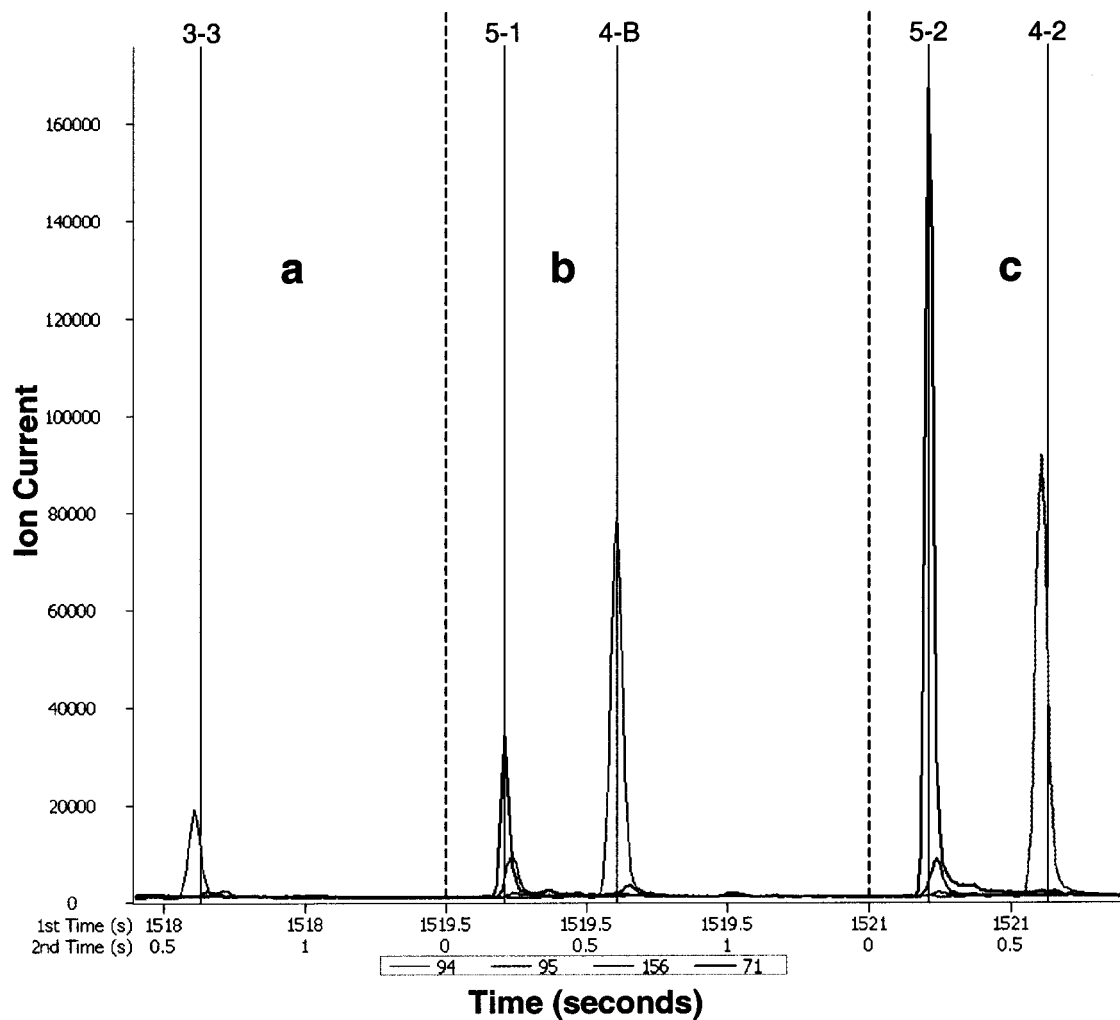 3-3 5-1 4-B 5-2 4-2
160000
140000
a b c
120000
100000
80000
60000
40000
20000
0
Ion Current
1st Time (s) 1518 1518 1519.5 1519.5 1519.5 1521 1521
2nd Time (s) 0.5 1 0 0.5 1 0 0.5
94 95 156 71
Time (seconds)